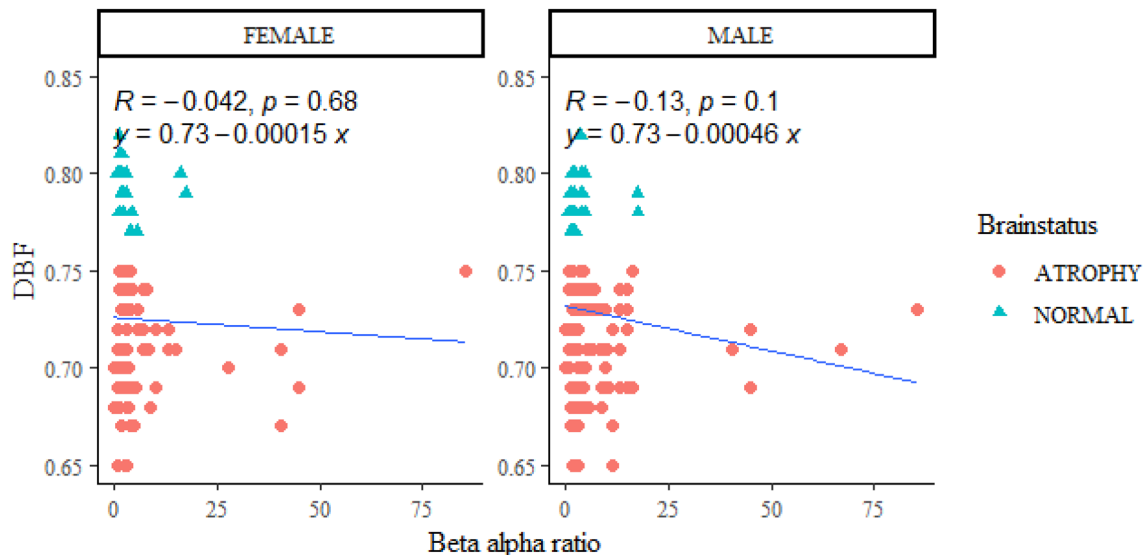 FEMALE
MALE
R = −0.042, p = 0.68
y = 0.73 − 0.00015 x
R = −0.13, p = 0.1
y = 0.73 − 0.00046 x
0.85
0.80
0.75
0.70
0.65
0.85
0.80
0.75
0.70
0.65
DBF
0
25
50
75
0
25
50
75
Beta alpha ratio
Brainstatus
ATROPHY
NORMAL